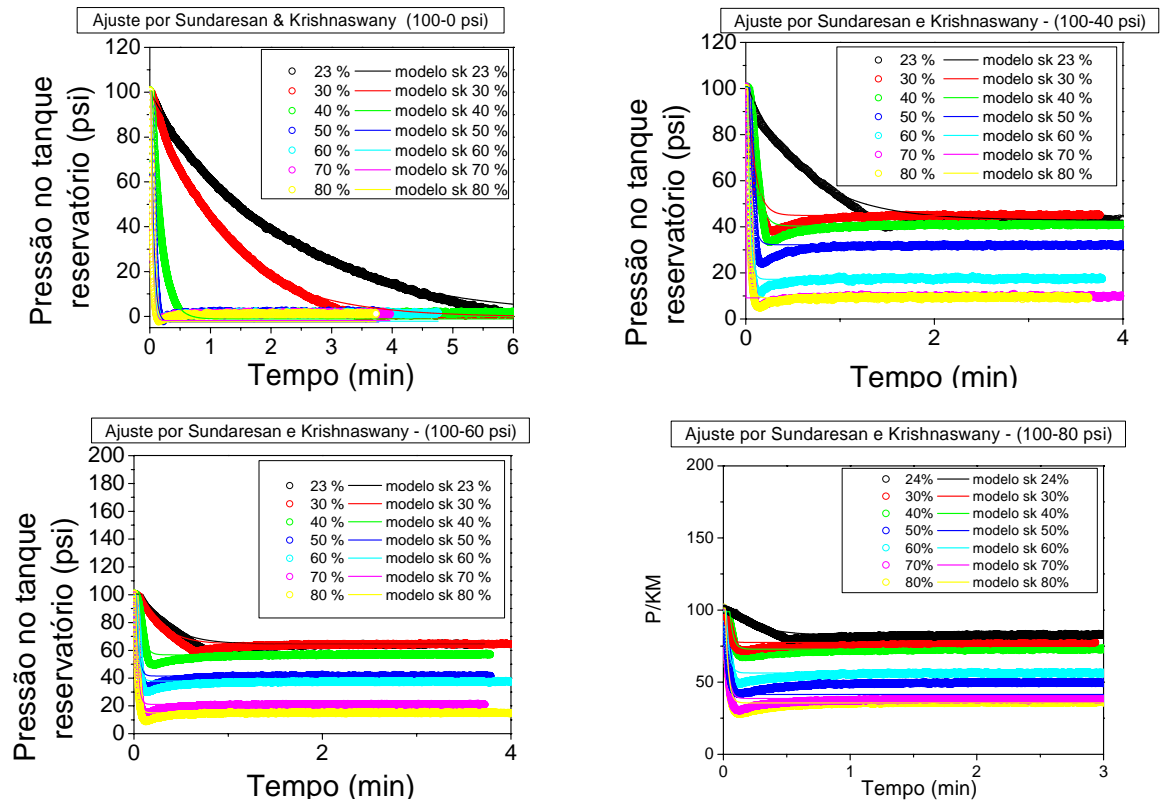 Ajuste por Sundaresan & Krishnaswany (100-0 psi)
120
100
80
60
40
20
0
0
1
2
3
4
5
6
Pressão no tanque
reservatório (psi)
Tempo (min)
23 % modelo sk 23 %
30 % modelo sk 30 %
40 % modelo sk 40 %
50 % modelo sk 50 %
60 % modelo sk 60 %
70 % modelo sk 70 %
80 % modelo sk 80 %
Ajuste por Sundaresan e Krishnaswany - (100-40 psi)
120
100
80
60
40
20
0
0
2
4
Pressão no tanque
reservatório (psi)
Tempo (min)
23 % modelo sk 23 %
30 % modelo sk 30 %
40 % modelo sk 40 %
50 % modelo sk 50 %
60 % modelo sk 60 %
70 % modelo sk 70 %
80 % modelo sk 80 %
Ajuste por Sundaresan e Krishnaswany - (100-60 psi)
200
180
160
140
120
100
80
60
40
20
0
0
2
4
Pressão no tanque
reservatório (psi)
Tempo (min)
23 % modelo sk 23 %
30 % modelo sk 30 %
40 % modelo sk 40 %
50 % modelo sk 50 %
60 % modelo sk 60 %
70 % modelo sk 70 %
80 % modelo sk 80 %
Ajuste por Sundaresan e Krishnaswany - (100-80 psi)
200
150
100
50
0
0
1
2
3
P/KM
Tempo (min)
24% modelo sk 24%
30% modelo sk 30%
40% modelo sk 40%
50% modelo sk 50%
60% modelo sk 60%
70% modelo sk 70%
80% modelo sk 80%